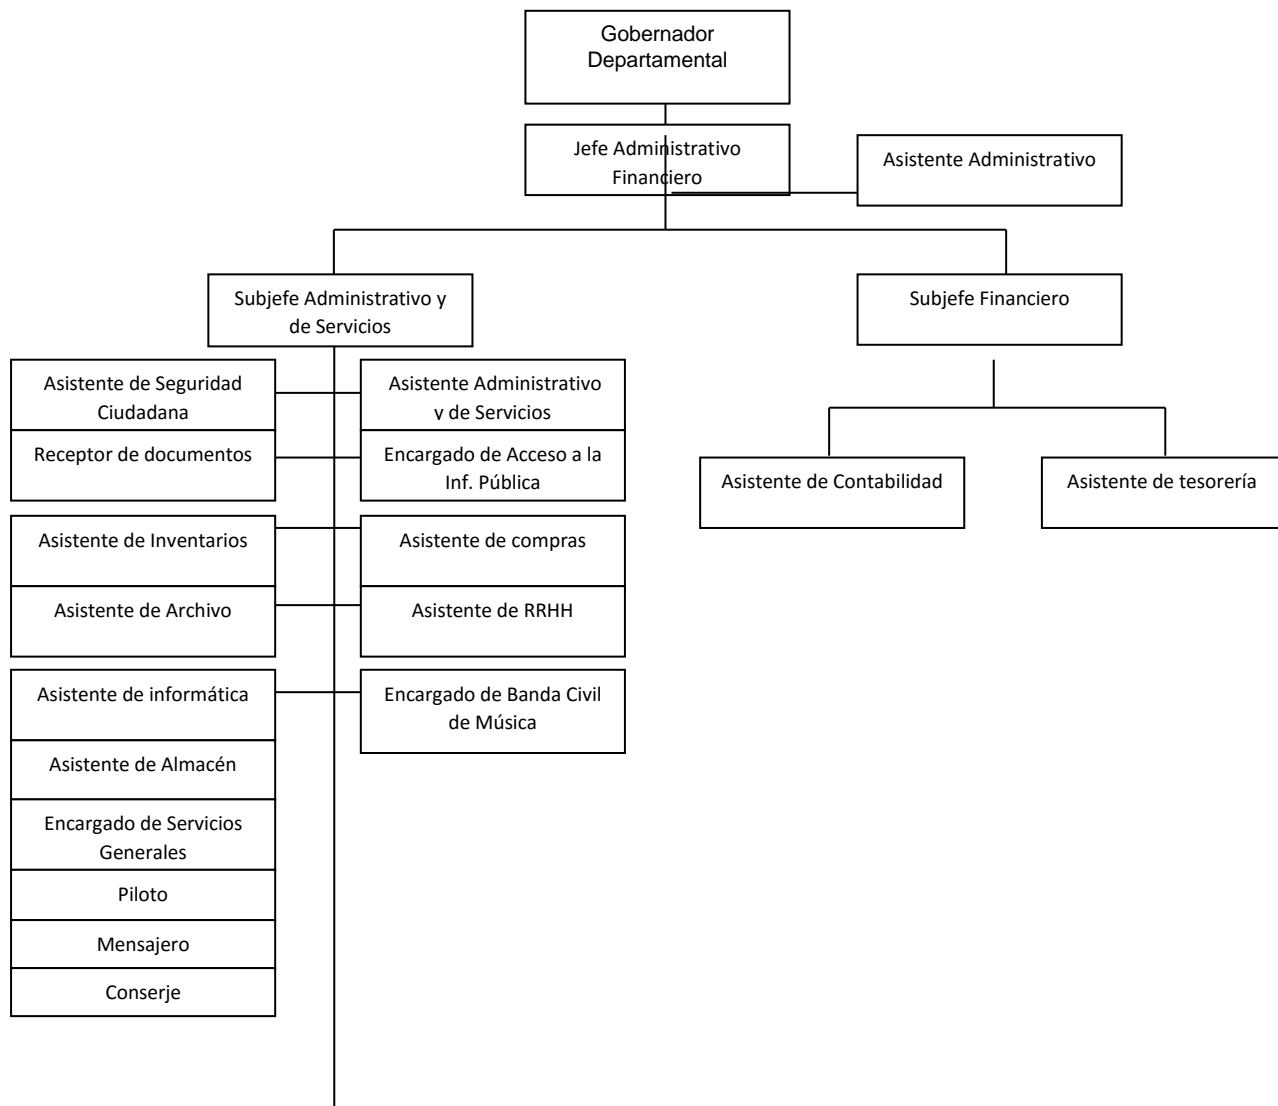 Gobernador
Departamental
Jefe Administrativo
Financiero
Asistente Administrativo
Subjefe Administrativo y
de Servicios
Subjefe Financiero
Asistente de Seguridad
Ciudadana
Asistente Administrativo
y de Servicios
Receptor de documentos
Encargado de Acceso a la
Inf. Pública
Asistente de Contabilidad
Asistente de tesorería
Asistente de Inventarios
Asistente de compras
Asistente de Archivo
Asistente de RRHH
Asistente de informática
Encargado de Banda Civil
de Música
Asistente de Almacén
Encargado de Servicios
Generales
Piloto
Mensajero
Conserje